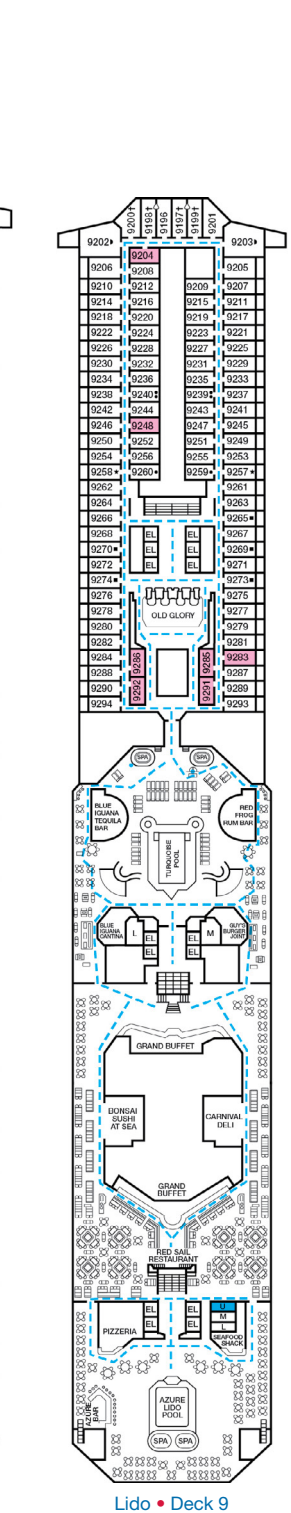 9200† 9198† 9196 9197† 9199† 9201
9202 9203
9204
9206 9208 9205
9210 9212 9209 9207
9214 9216 9215 9211
9218 9220 9219 9217
9222 9224 9223 9221
9226 9228 9227 9225
9230 9232 9231 9229
9234 9236 9235 9233
9238 9240 9239 9237
9242 9244 9243 9241
9246 9248 9247 9245
9250 9252 9251 9249
9254 9256 9255 9253
9258★ 9260 9259 9257★
9262 9261
9264 9263
9266 9265
9268 EL EL 9267
9270 EL EL 9269
9272 EL EL 9271
9274 9273
9276 9275
9278 OLD GLORY 9277
9280 9279
9282 9281
9284 9286 9285 9283
9288 9287
9290 9292 9291 9289
9294 9293
SPA SPA
BLUE
IGUANA
TEQUILA
BAR
RED
FROG
RUM BAR
TURQUOISE
POOL
BLUE
IGUANA
CANTINA
L EL EL M
GUY'S
BURGER
JOINT
EL EL
GRAND BUFFET
BONSAI
SUSHI
AT SEA
CARNIVAL
DELI
GRAND
BUFFET
RED SAIL
RESTAURANT
PIZZERIA
EL EL U
EL EL M
L
SEAFOOD
SHACK
AZURE
BAR
AZURE
LIDO
POOL
SPA SPA
Lido • Deck 9